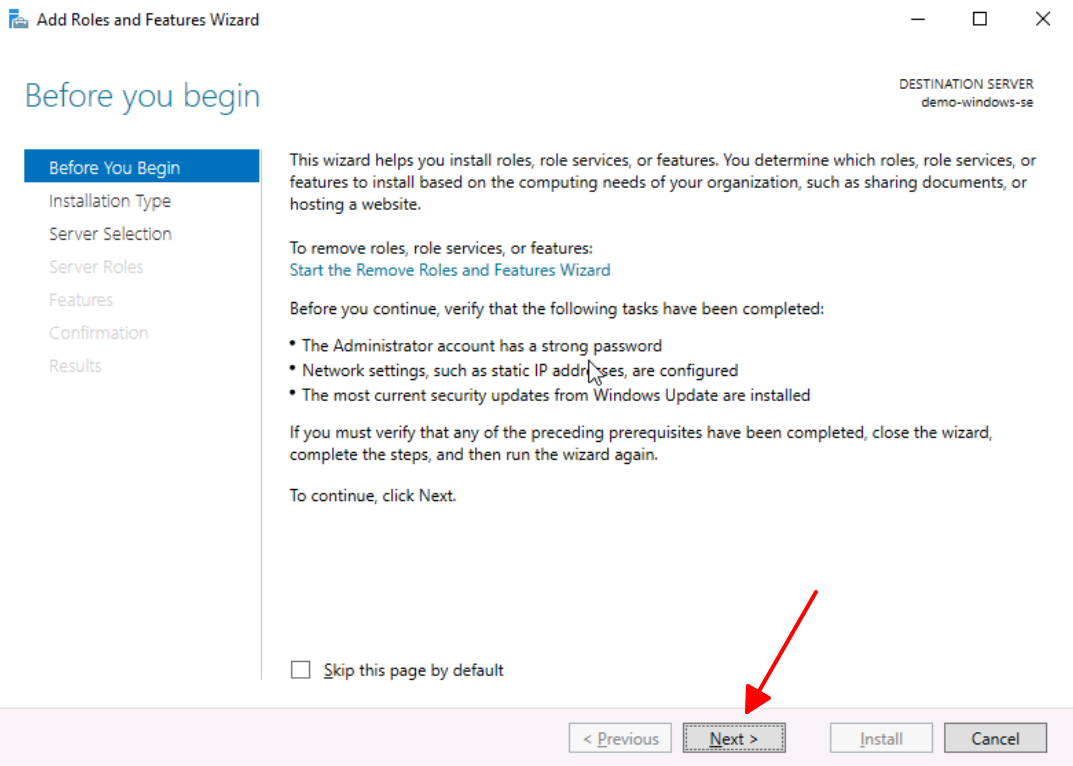 Add Roles and Features Wizard
Before you begin
DESTINATION SERVER
demo-windows-se
Before You Begin
Installation Type
Server Selection
Server Roles
Features
Confirmation
Results
This wizard helps you install roles, role services, or features. You determine which roles, role services, or
features to install based on the computing needs of your organization, such as sharing documents, or
hosting a website.
To remove roles, role services, or features:
Start the Remove Roles and Features Wizard
Before you continue, verify that the following tasks have been completed:
• The Administrator account has a strong password
• Network settings, such as static IP addresses, are configured
• The most current security updates from Windows Update are installed
If you must verify that any of the preceding prerequisites have been completed, close the wizard,
complete the steps, and then run the wizard again.
To continue, click Next.
Skip this page by default
< Previous
Next >
Install
Cancel